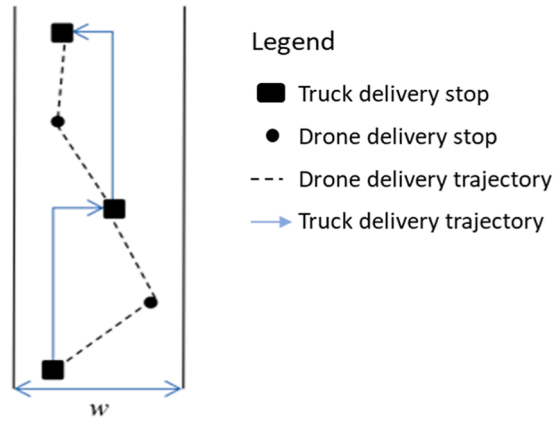 Legend
Truck delivery stop
Drone delivery stop
Drone delivery trajectory
Truck delivery trajectory
w